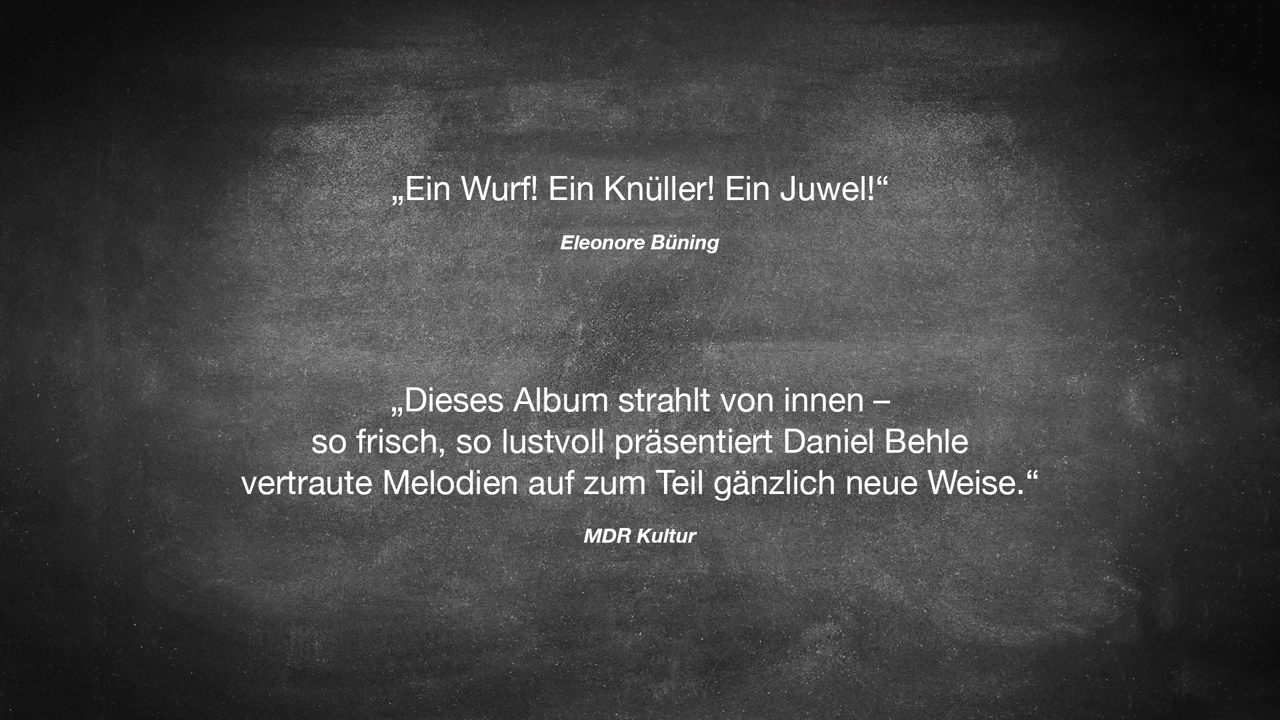 „Ein Wurf! Ein Knüller! Ein Juwel!“
Eleonore Büning
„Dieses Album strahlt von innen –
so frisch, so lustvoll präsentiert Daniel Behle
vertraute Melodien auf zum Teil gänzlich neue Weise.“
MDR Kultur